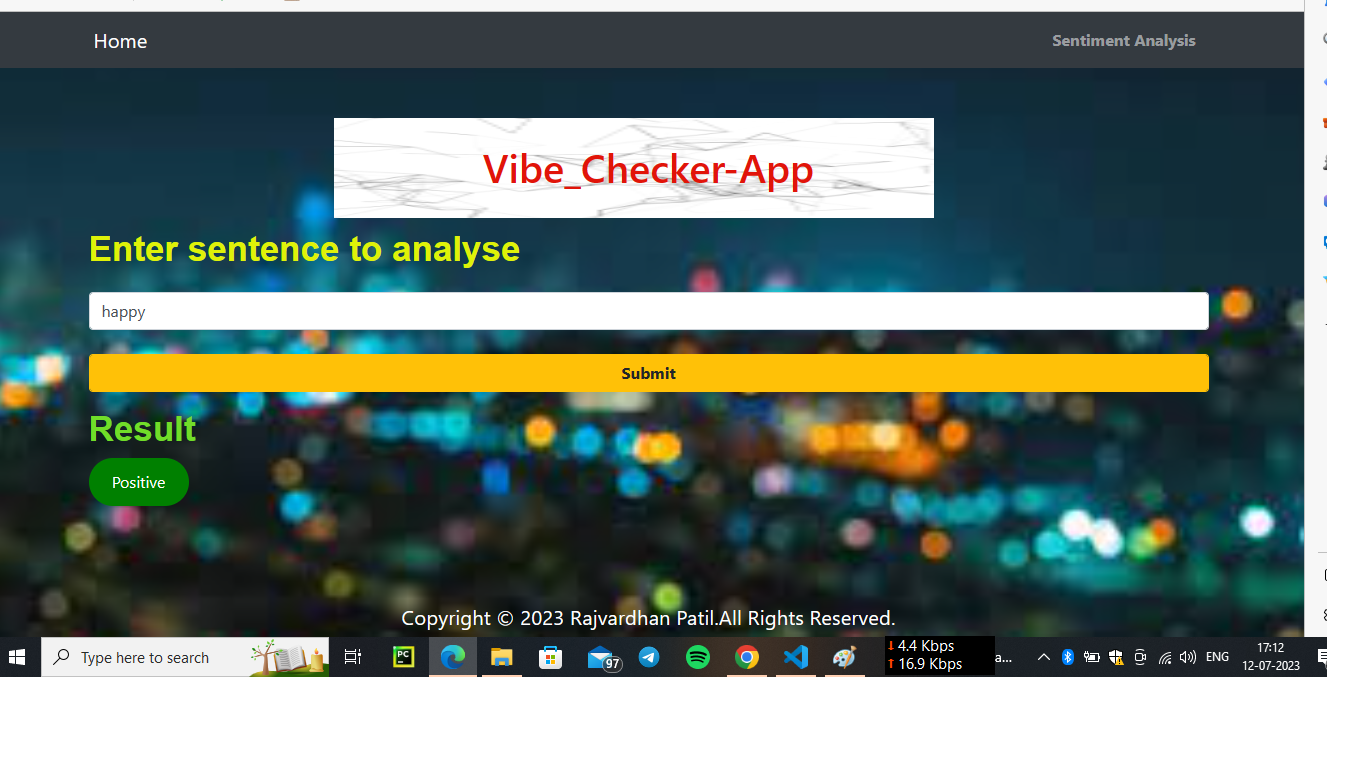 Home
Sentiment Analysis
Vibe_Checker-App
Enter sentence to analyse
happy
Submit
Result
Positive
Copyright © 2023 Rajvardhan Patil.All Rights Reserved.
Type here to search
PC
97
4.4 Kbps
16.9 Kbps
a...
ENG
17:12
12-07-2023